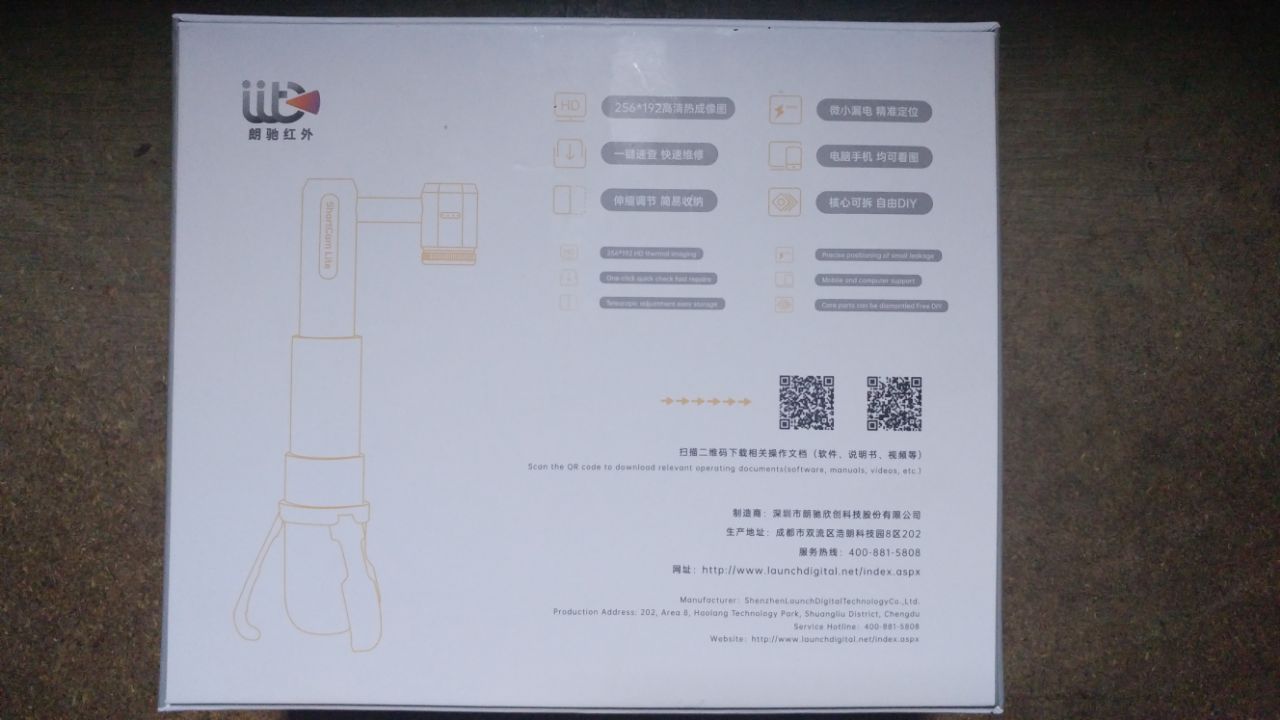 朗驰红外
ShortCam Lite
HD
256*192高清热成像图
微小漏电 精准定位
一键速查 快速维修
电脑手机 均可看图
伸缩调节 简易收纳
核心可拆 自由DIY
256*192 HD thermal imaging
Precise positioning of small leakage
One-click quick check fast repaire
Mobile and computer support
Telescopic adjustment easy storage
Core parts can be dismantled Free DIY
扫描二维码下载相关操作文档（软件、说明书、视频等）
Scan the QR code to download relevant operating documents(software, manuals, videos, etc.)
制造商：深圳市朗驰欣创科技股份有限公司
生产地址：成都市双流区浩朗科技园8区202
服务热线：400-881-5808
网址：http://www.launchdigital.net/index.aspx
Manufacturer: ShenzhenLaunchDigitalTechnologyCo.,Ltd.
Production Address: 202, Area 8, Haolang Technology Park, Shuangliu District, Chengdu
Service Hotline: 400-881-5808
Website: http://www.launchdigital.net/index.aspx